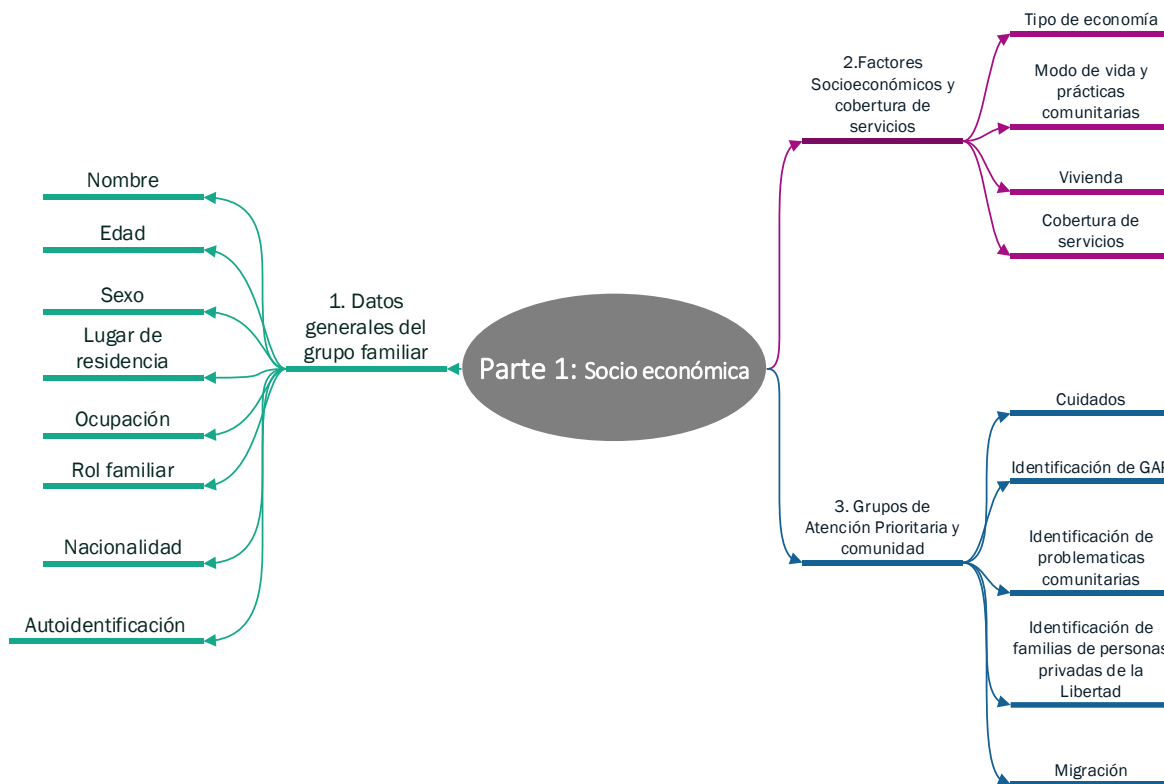 Parte 1: Socio económica
1. Datos
generales del
grupo familiar
Nombre
Edad
Sexo
Lugar de
residencia
Ocupación
Rol familiar
Nacionalidad
Autoidentificación
2.Factores
Socioeconómicos y
cobertura de
servicios
Tipo de economía
Modo de vida y
prácticas
comunitarias
Vivienda
Cobertura de
servicios
3. Grupos de
Atención Prioritaria y
comunidad
Cuidados
Identificación de GAP
Identificación de
problematicas
comunitarias
Identificación de
familias de personas
privadas de la
Libertad
Migración